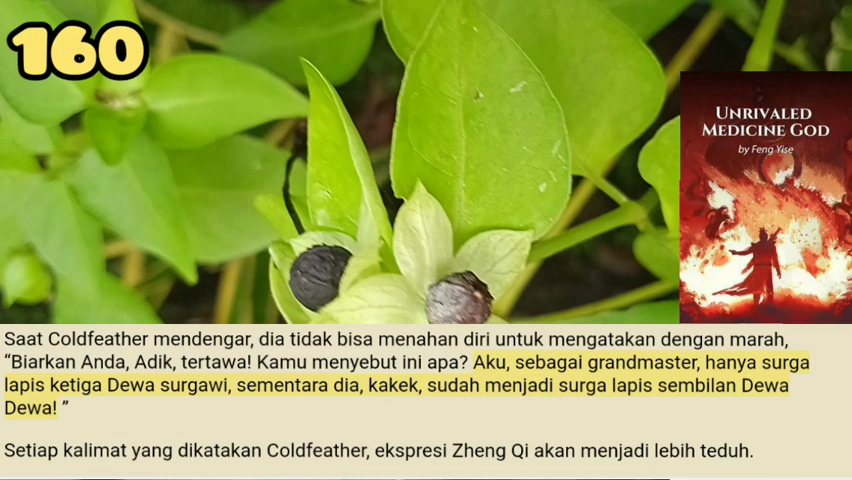 160
UNRIVALED
MEDICINE GOD
by Feng Yise
Saat Coldfeather mendengar, dia tidak bisa menahan diri untuk mengatakan dengan marah,
“Biarkan Anda, Adik, tertawa! Kamu menyebut ini apa? Aku, sebagai grandmaster, hanya surga
lapis ketiga Dewa surgawi, sementara dia, kakek, sudah menjadi surga lapis sembilan Dewa
Dewa! ”
Setiap kalimat yang dikatakan Coldfeather, ekspresi Zheng Qi akan menjadi lebih teduh.